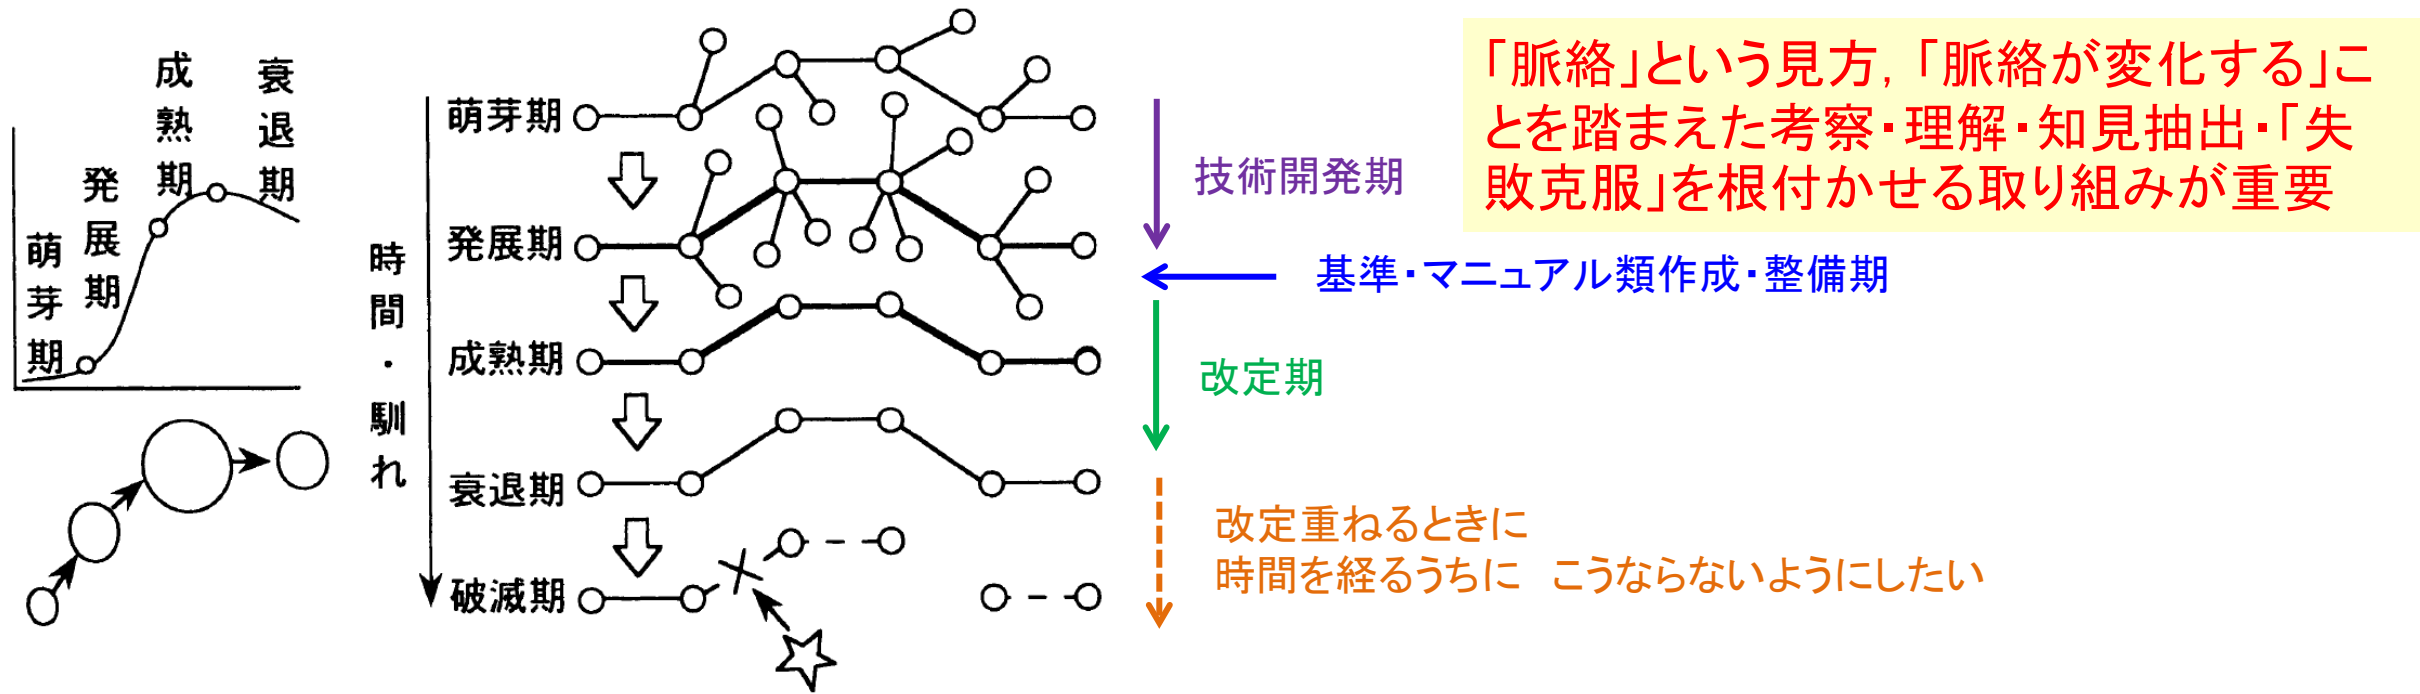 萌芽期
発展期
成熟期
衰退期
時間・馴れ
萌芽期
発展期
成熟期
衰退期
破滅期
技術開発期
基準・マニュアル類作成・整備期
改定期
改定重ねるときに
時間を経るうちに　こうならないようにしたい
「脈絡」という見方，「脈絡が変化する」こ
とを踏まえた考察・理解・知見抽出・「失
敗克服」を根付かせる取り組みが重要